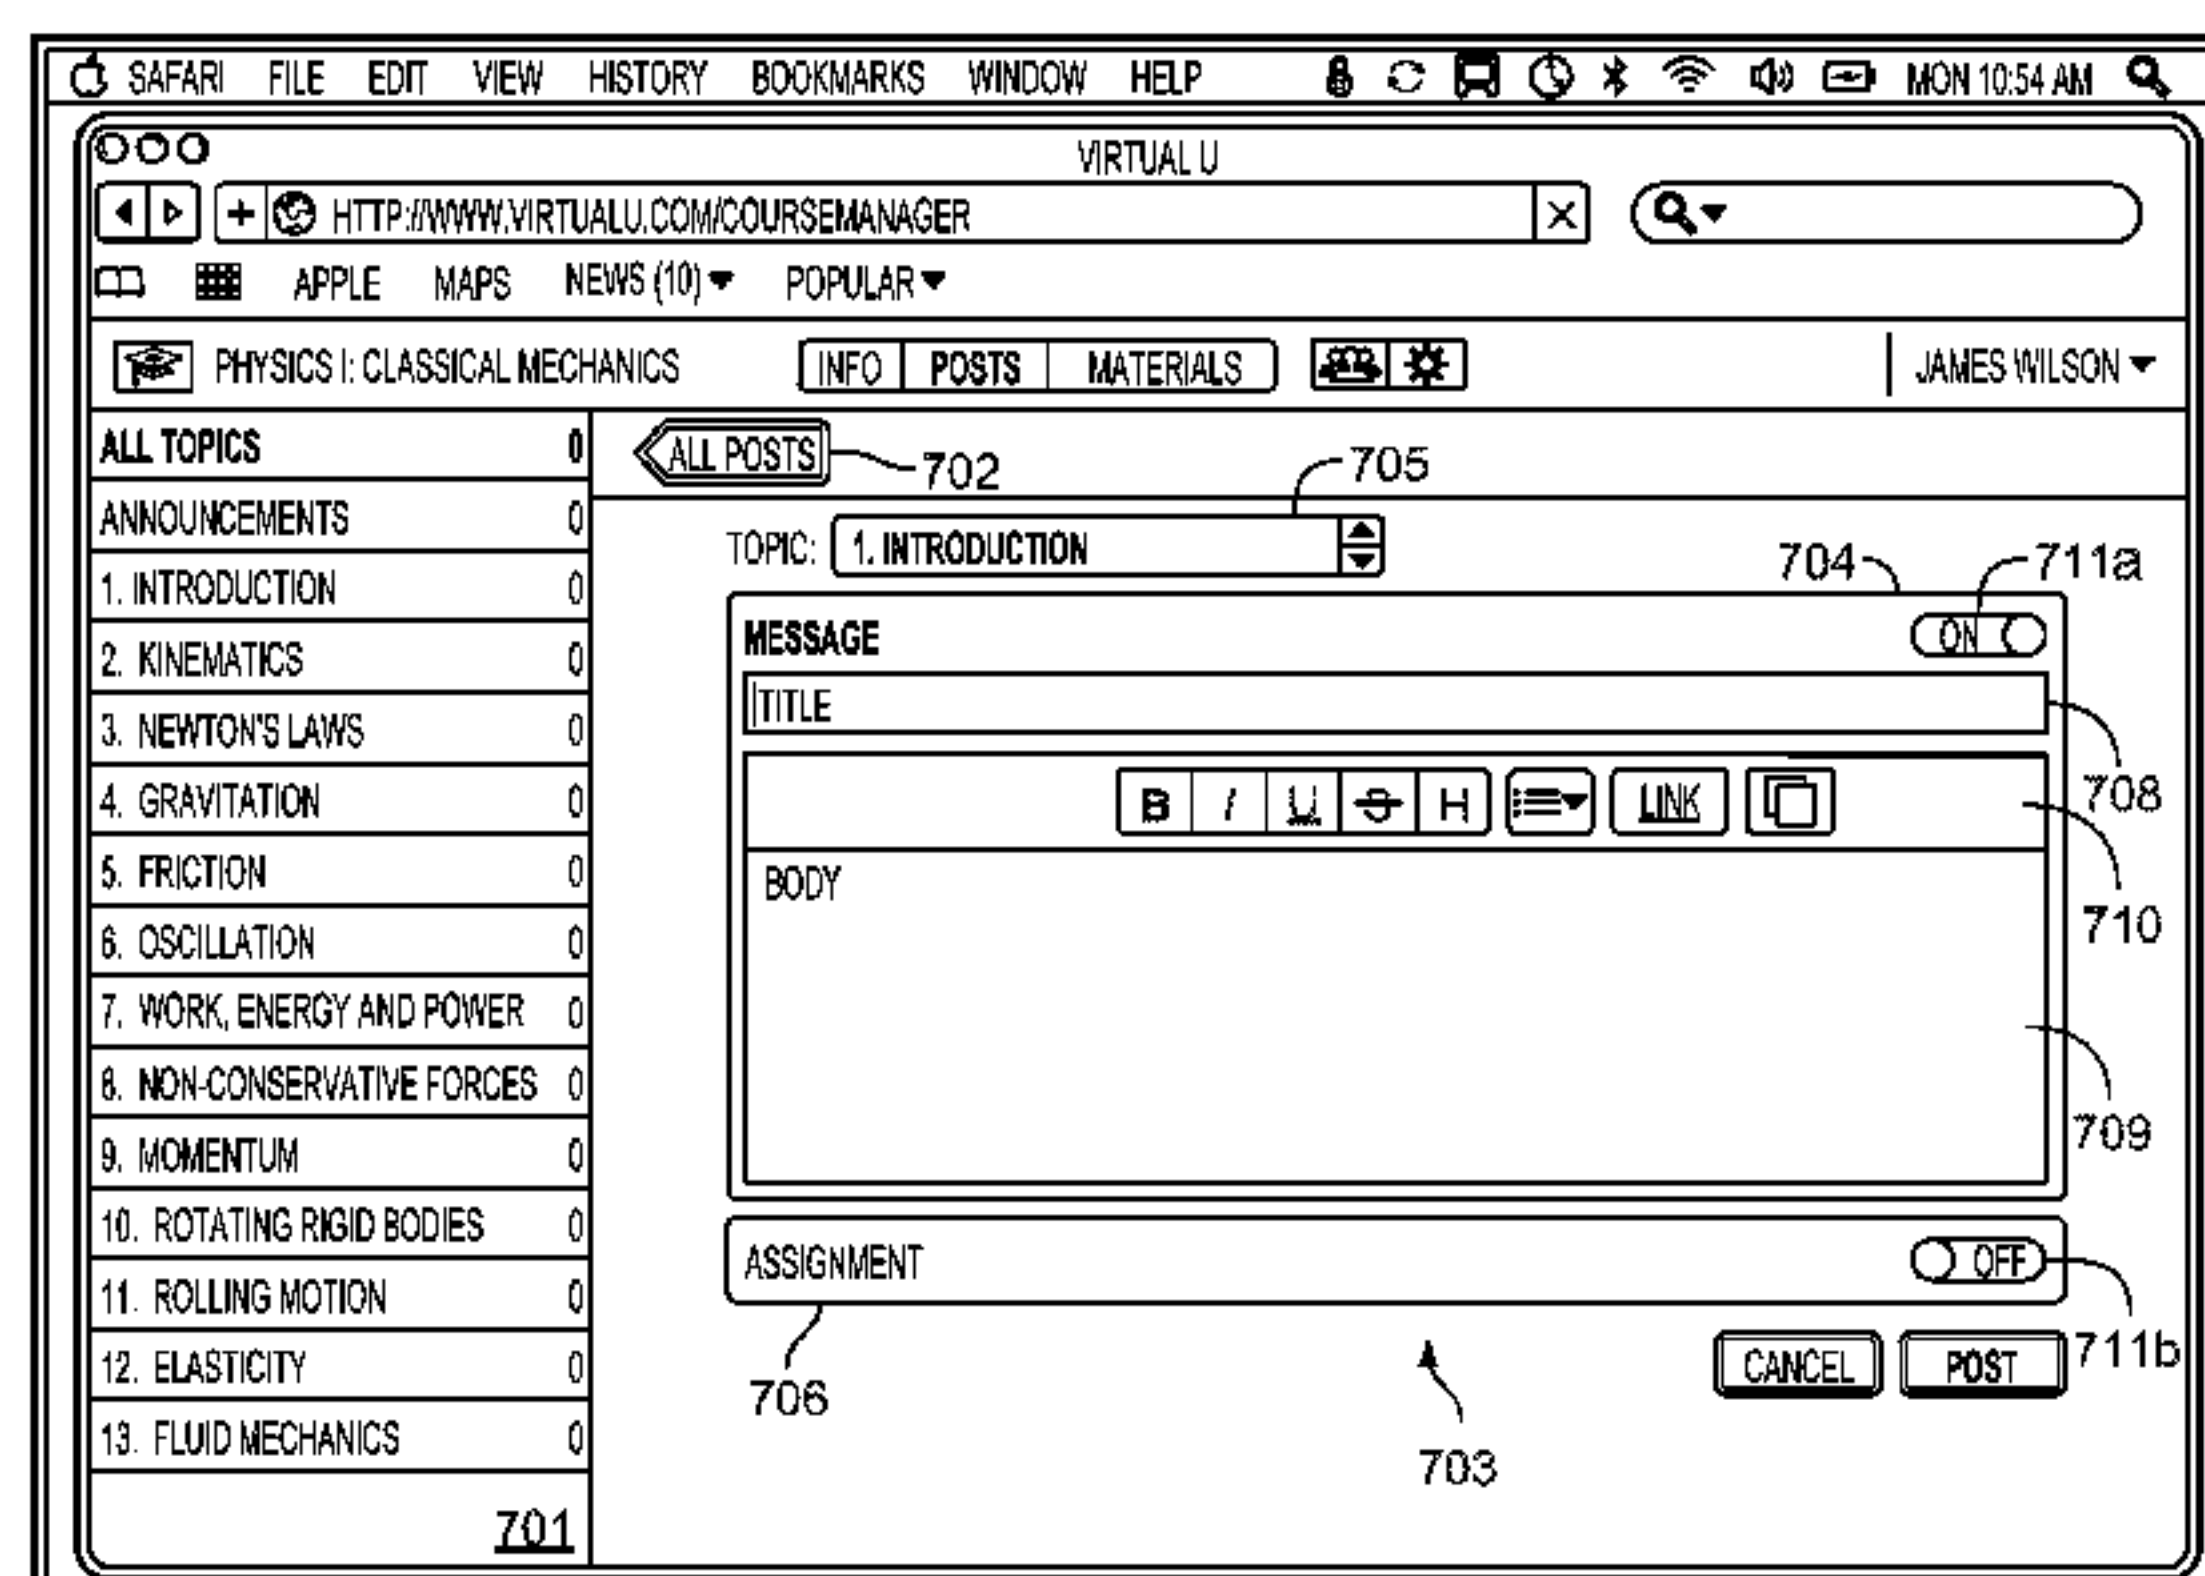 SAFARI FILE EDIT VIEW HISTORY BOOKMARKS WINDOW HELP MON 10:54 AM
VIRTUAL U
HTTP://WWW.VIRTUALU.COM/COURSEMANAGER
APPLE MAPS NEWS (10) POPULAR
PHYSICS I: CLASSICAL MECHANICS INFO POSTS MATERIALS JAMES WILSON
ALL TOPICS 0
ANNOUNCEMENTS 0
1. INTRODUCTION 0
2. KINEMATICS 0
3. NEWTON'S LAWS 0
4. GRAVITATION 0
5. FRICTION 0
6. OSCILLATION 0
7. WORK, ENERGY AND POWER 0
8. NON-CONSERVATIVE FORCES 0
9. MOMENTUM 0
10. ROTATING RIGID BODIES 0
11. ROLLING MOTION 0
12. ELASTICITY 0
13. FLUID MECHANICS 0
701
ALL POSTS 702
705
TOPIC: 1. INTRODUCTION
704 711a
MESSAGE ON
TITLE
708
B I U S H LINK
710
BODY
709
ASSIGNMENT OFF
711b
706
CANCEL POST
703